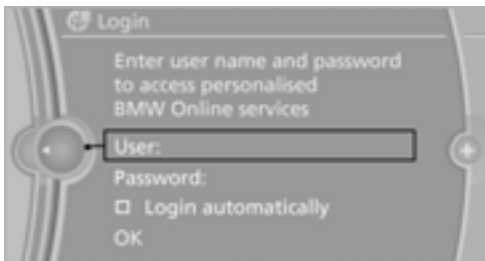 Login
Enter user name and password
to access personalised
BMW Online services
User:
Password:
Login automatically
OK